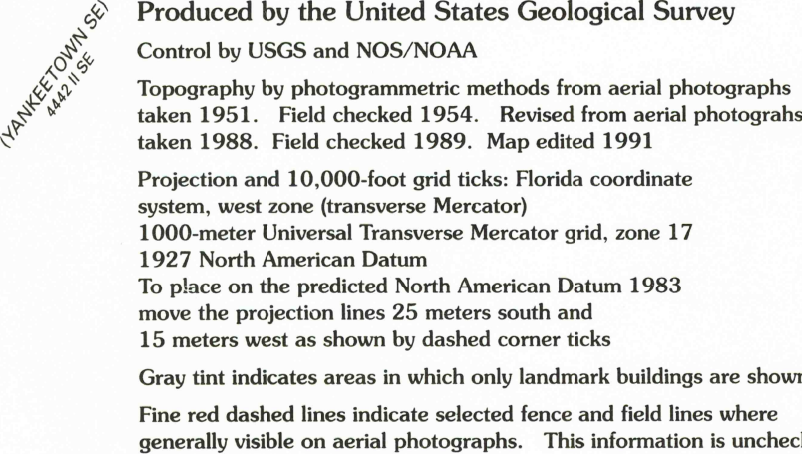 (YANKEETOWN SE)
4442 II SE
Produced by the United States Geological Survey
Control by USGS and NOS/NOAA
Topography by photogrammetric methods from aerial photographs
taken 1951. Field checked 1954. Revised from aerial photograhs
taken 1988. Field checked 1989. Map edited 1991
Projection and 10,000-foot grid ticks: Florida coordinate
system, west zone (transverse Mercator)
1000-meter Universal Transverse Mercator grid, zone 17
1927 North American Datum
To place on the predicted North American Datum 1983
move the projection lines 25 meters south and
15 meters west as shown by dashed corner ticks
Gray tint indicates areas in which only landmark buildings are shown
Fine red dashed lines indicate selected fence and field lines where
generally visible on aerial photographs. This information is unchec